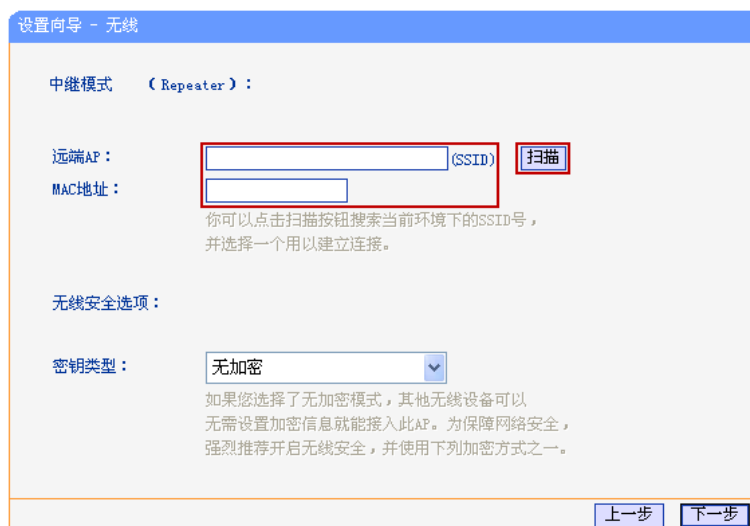 设置向导 - 无线
中继模式 （Repeater）：
远端AP： (SSID) 扫描
MAC地址：
你可以点击扫描按钮搜索当前环境下的SSID号，
并选择一个用以建立连接。
无线安全选项：
密钥类型： 无加密
如果您选择了无加密模式，其他无线设备可以
无需设置加密信息就能接入此AP。为保障网络安全，
强烈推荐开启无线安全，并使用下列加密方式之一。
上一步 下一步